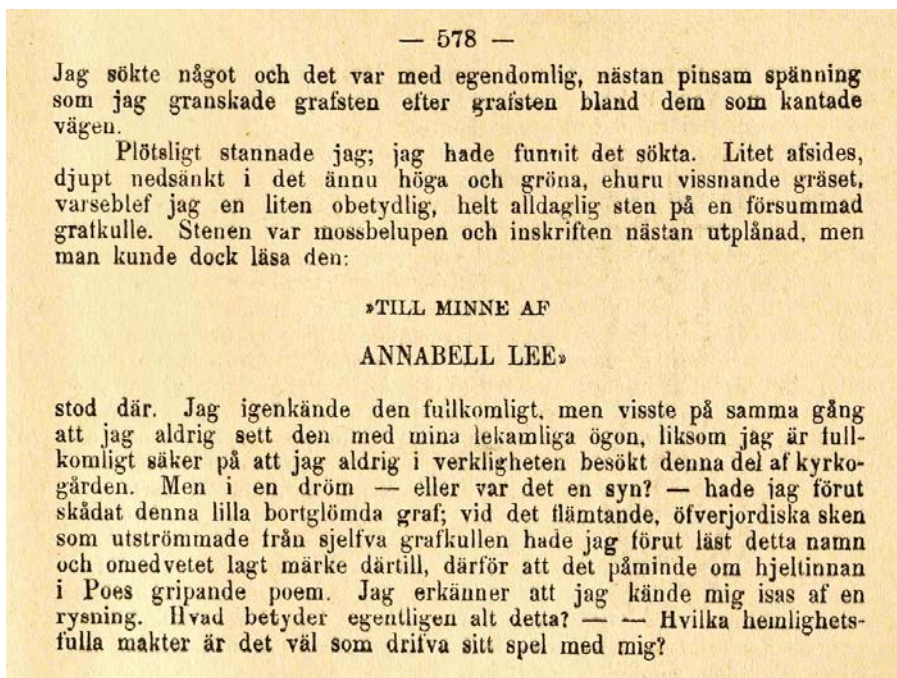 — 578 —
Jag sökte något och det var med egendomlig, nästan pinsam spänning
som jag granskade grafsten efter grafsten bland dem som kantade
vägen.
Plötsligt stannade jag; jag hade funnit det sökta. Litet afsides,
djupt nedsänkt i det ännu höga och gröna, ehuru vissnande gräset,
varseblef jag en liten obetydlig, helt alldaglig sten på en försummad
grafkulle. Stenen var mossbelupen och inskriften nästan utplånad, men
man kunde dock läsa den:
»TILL MINNE AF
ANNABELL LEE»
stod där. Jag igenkände den fullkomligt, men visste på samma gång
att jag aldrig sett den med mina lekamliga ögon, liksom jag är full-
komligt säker på att jag aldrig i verkligheten besökt denna del af kyrko-
gården. Men i en dröm — eller var det en syn? — hade jag förut
skådat denna lilla bortglömda graf; vid det flämtande, öfverjordiska sken
som utströmmade från sjelfva grafkullen hade jag förut läst detta namn
och omedvetet lagt märke därtill, därför att det påminde om hjeltinnan
i Poes gripande poem. Jag erkänner att jag kände mig isas af en
rysning. Hvad betyder egentligen alt detta? — — Hvilka hemlighets-
fulla makter är det väl som drifva sitt spel med mig?